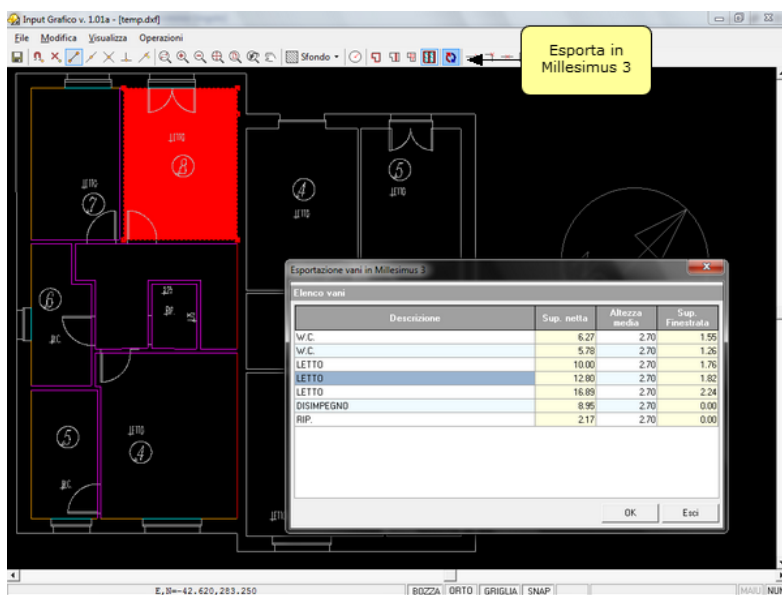 Input Grafico v. 1.01a - [temp.dxf]
File Modifica Visualizza Operazioni
Sfondo
Esporta in
Millesimus 3
LETTO
8
LETTO
7
4
LETTO
5
LETTO
6
W.C.
RIP.
5
W.C.
LETTO
4
Esportazione vani in Millesimus 3
Elenco vani
Descrizione Sup. netta Altezza media Sup. Finestrata
W.C. 6.27 2.70 1.55
W.C. 5.78 2.70 1.26
LETTO 10.00 2.70 1.76
LETTO 12.80 2.70 1.82
LETTO 16.89 2.70 2.24
DISIMPEGNO 8.95 2.70 0.00
RIP. 2.17 2.70 0.00
OK Esci
E,N=-42.620,283.250 BOZZA ORTO GRIGLIA SNAP MAIU NUM